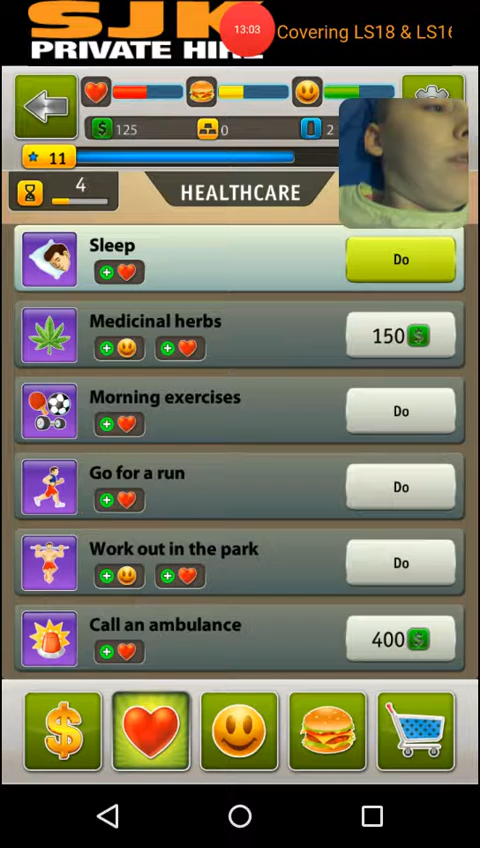 SJK
PRIVATE HIRE
13:03
Covering LS18 & LS16
125
0
2
11
4
HEALTHCARE
Sleep
Do
Medicinal herbs
150
Morning exercises
Do
Go for a run
Do
Work out in the park
Do
Call an ambulance
400